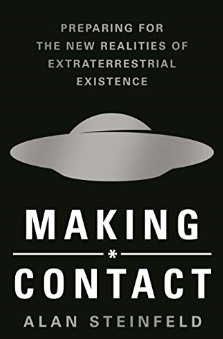 PREPARING FOR
THE NEW REALITIES OF
EXTRATERRESTRIAL
EXISTENCE
MAKING
*
CONTACT
ALAN STEINFELD